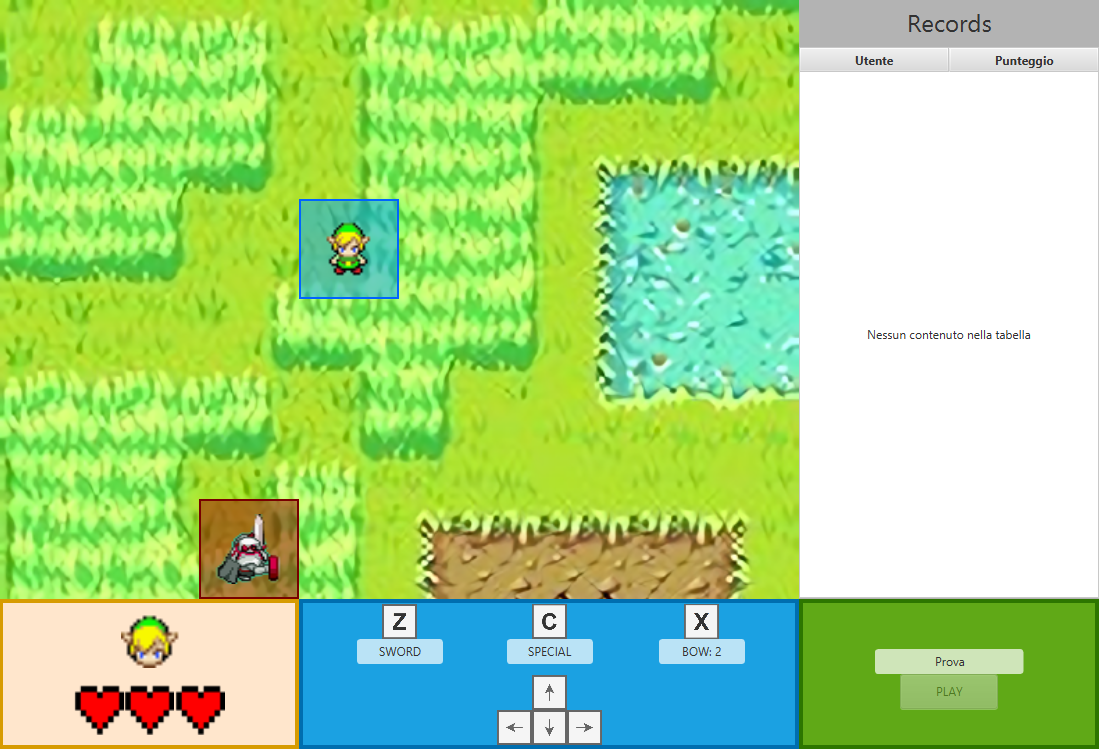 Records
Utente Punteggio
Nessun contenuto nella tabella
Z C X
SWORD SPECIAL BOW: 2
↑
← ↓ →
Prova
PLAY